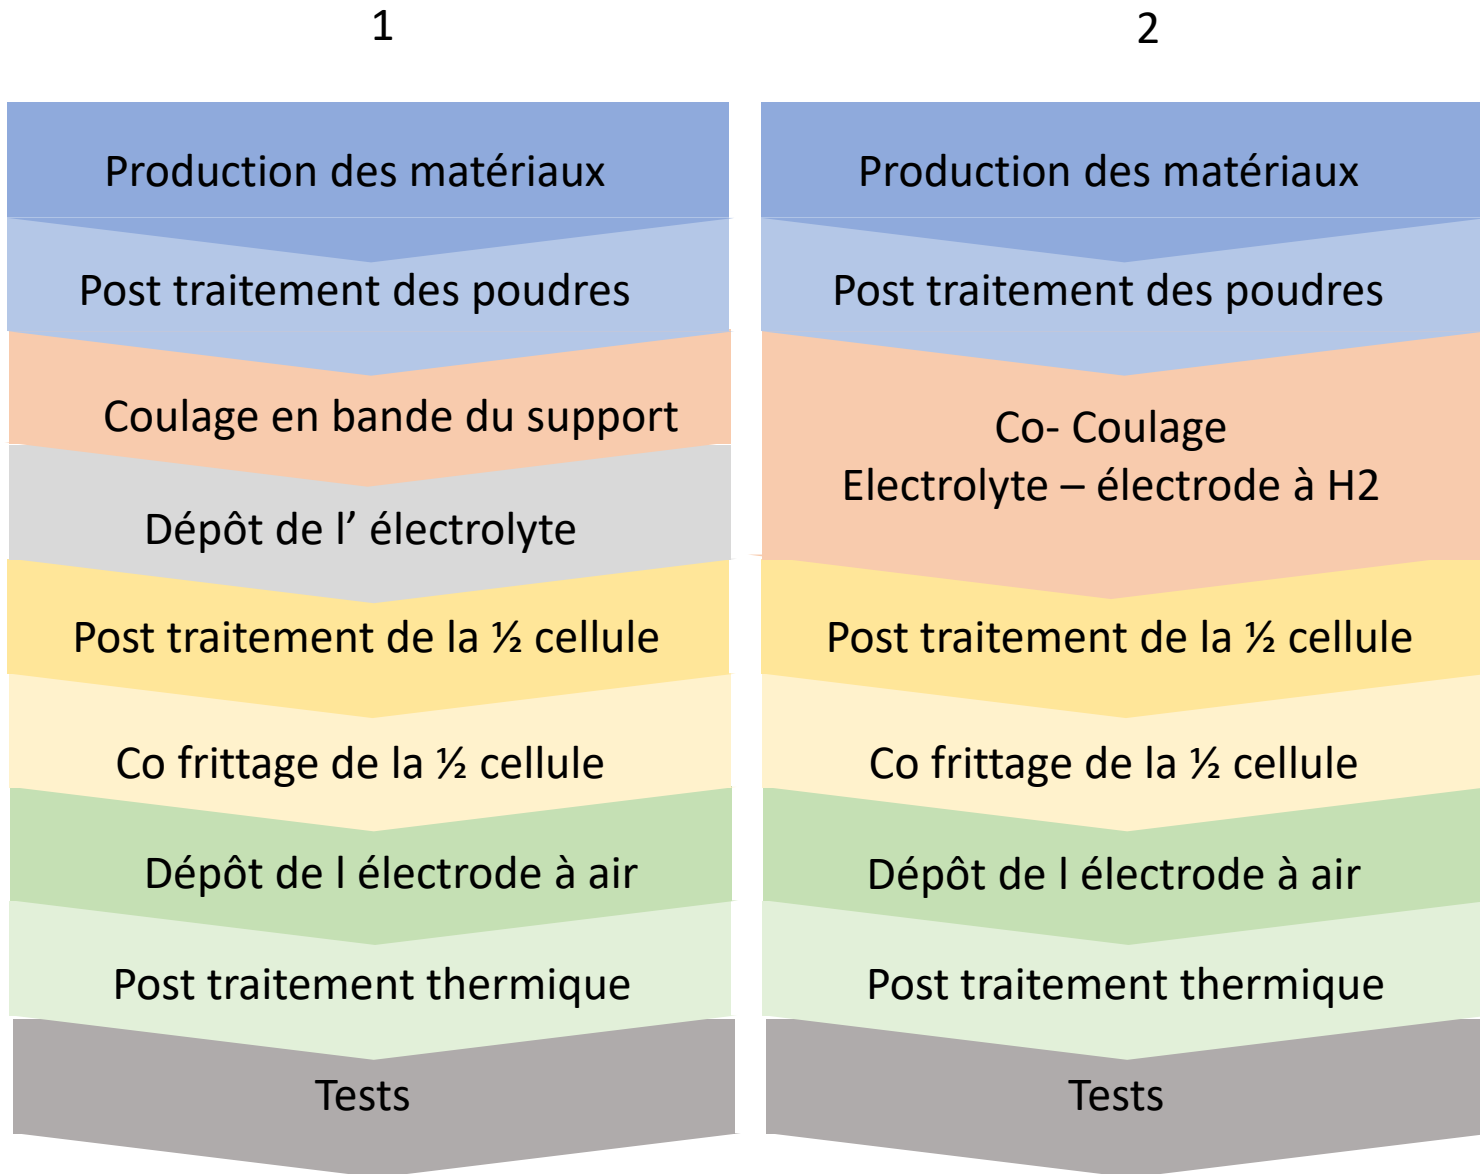 1
Production des matériaux
Post traitement des poudres
Coulage en bande du support
Dépôt de l’ électrolyte
Post traitement de la ½ cellule
Co frittage de la ½ cellule
Dépôt de l électrode à air
Post traitement thermique
Tests
2
Production des matériaux
Post traitement des poudres
Co- Coulage
Electrolyte – électrode à H2
Post traitement de la ½ cellule
Co frittage de la ½ cellule
Dépôt de l électrode à air
Post traitement thermique
Tests